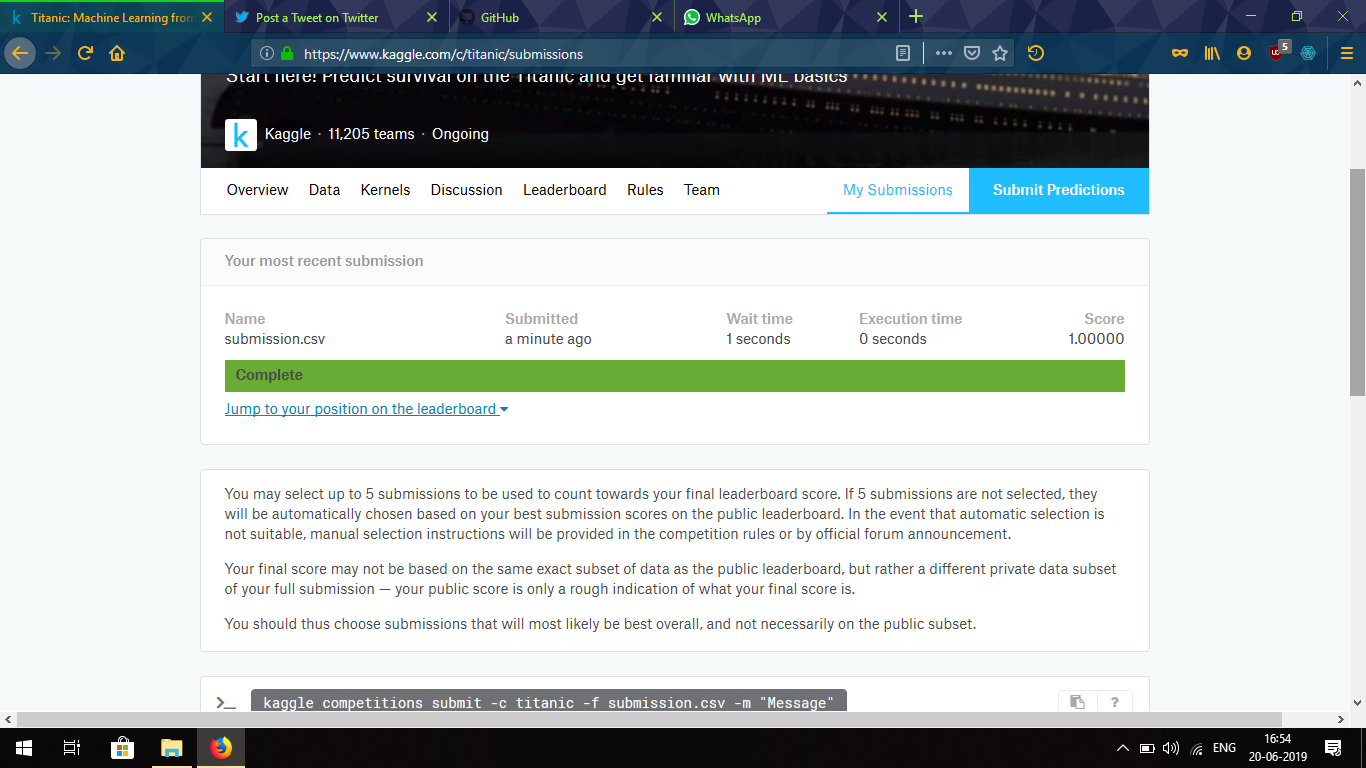 Titanic: Machine Learning from
Post a Tweet on Twitter
GitHub
WhatsApp
https://www.kaggle.com/c/titanic/submissions
5
Start here! Predict survival on the Titanic and get familiar with ML basics
k
Kaggle · 11,205 teams · Ongoing
Overview Data Kernels Discussion Leaderboard Rules Team My Submissions Submit Predictions
Your most recent submission
Name Submitted Wait time Execution time Score
submission.csv a minute ago 1 seconds 0 seconds 1.00000
Complete
Jump to your position on the leaderboard
You may select up to 5 submissions to be used to count towards your final leaderboard score. If 5 submissions are not selected, they
will be automatically chosen based on your best submission scores on the public leaderboard. In the event that automatic selection is
not suitable, manual selection instructions will be provided in the competition rules or by official forum announcement.
Your final score may not be based on the same exact subset of data as the public leaderboard, but rather a different private data subset
of your full submission — your public score is only a rough indication of what your final score is.
You should thus choose submissions that will most likely be best overall, and not necessarily on the public subset.
>_ kaggle competitions submit -c titanic -f submission.csv -m "Message" ?
ENG
16:54
20-06-2019